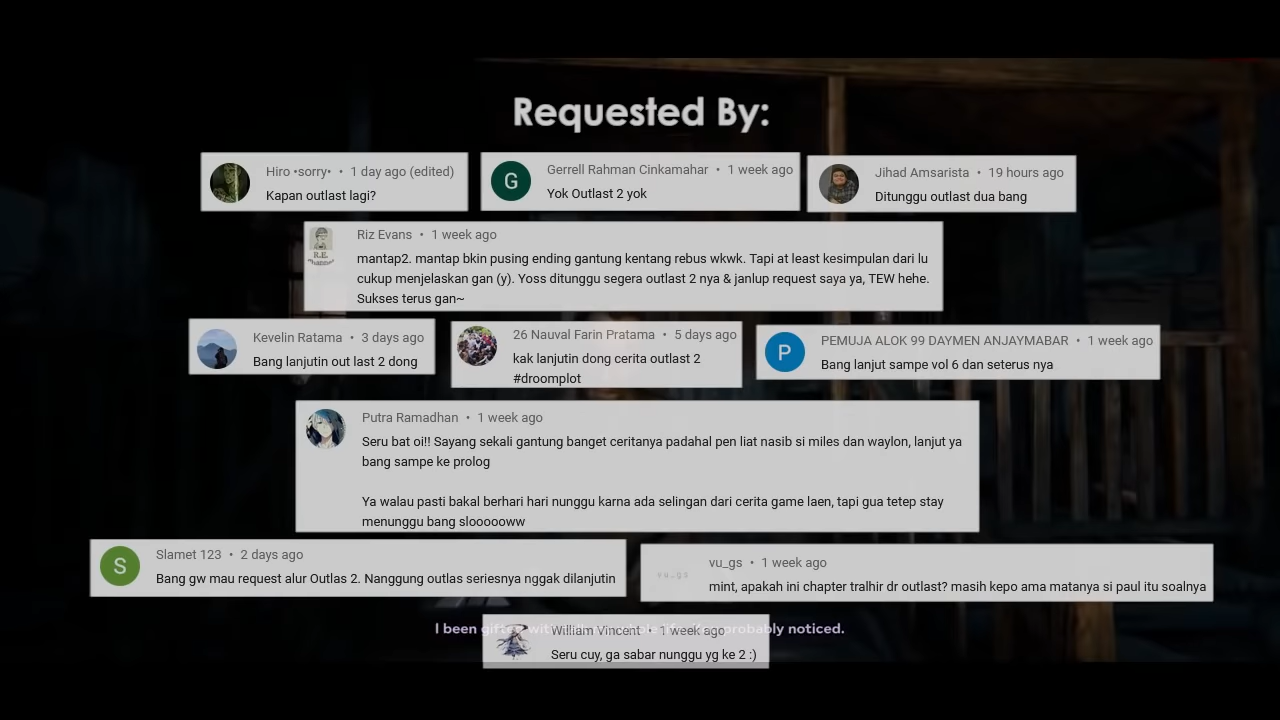 Requested By:
Hiro •sorry• • 1 day ago (edited)
Kapan outlast lagi?
G
Gerrell Rahman Cinkamahar • 1 week ago
Yok Outlast 2 yok
Jihad Amsarista • 19 hours ago
Ditunggu outlast dua bang
R.E.
Riz Evans • 1 week ago
mantap2. mantap bkin pusing ending gantung kentang rebus wkwk. Tapi at least kesimpulan dari lu
cukup menjelaskan gan (y). Yoss ditunggu segera outlast 2 nya & janlup request saya ya, TEW hehe.
Sukses terus gan~
Kevelin Ratama • 3 days ago
Bang lanjutin out last 2 dong
26 Nauval Farin Pratama • 5 days ago
kak lanjutin dong cerita outlast 2
#droomplot
P
PEMUJA ALOK 99 DAYMEN ANJAYMABAR • 1 week ago
Bang lanjut sampe vol 6 dan seterus nya
Putra Ramadhan • 1 week ago
Seru bat oi!! Sayang sekali gantung banget ceritanya padahal pen liat nasib si miles dan waylon, lanjut ya
bang sampe ke prolog
Ya walau pasti bakal berhari hari nunggu karna ada selingan dari cerita game laen, tapi gua tetep stay
menunggu bang sloooooww
S
Slamet 123 • 2 days ago
Bang gw mau request alur Outlas 2. Nanggung outlas seriesnya nggak dilanjutin
vu_gs
vu_gs • 1 week ago
mint, apakah ini chapter tralhir dr outlast? masih kepo ama matanya si paul itu soalnya
I been gifted probably noticed.
William Vincent • 1 week ago
Seru cuy, ga sabar nunggu yg ke 2 :)